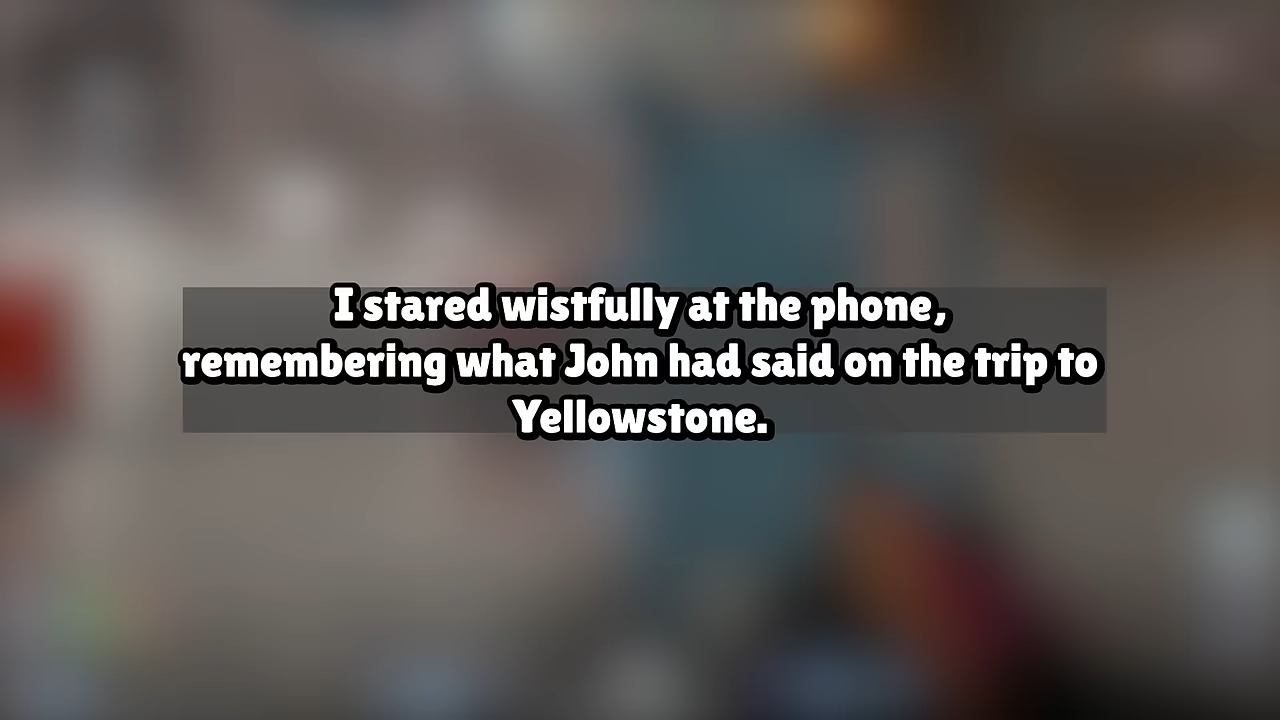 I stared wistfully at the phone,
remembering what John had said on the trip to
Yellowstone.